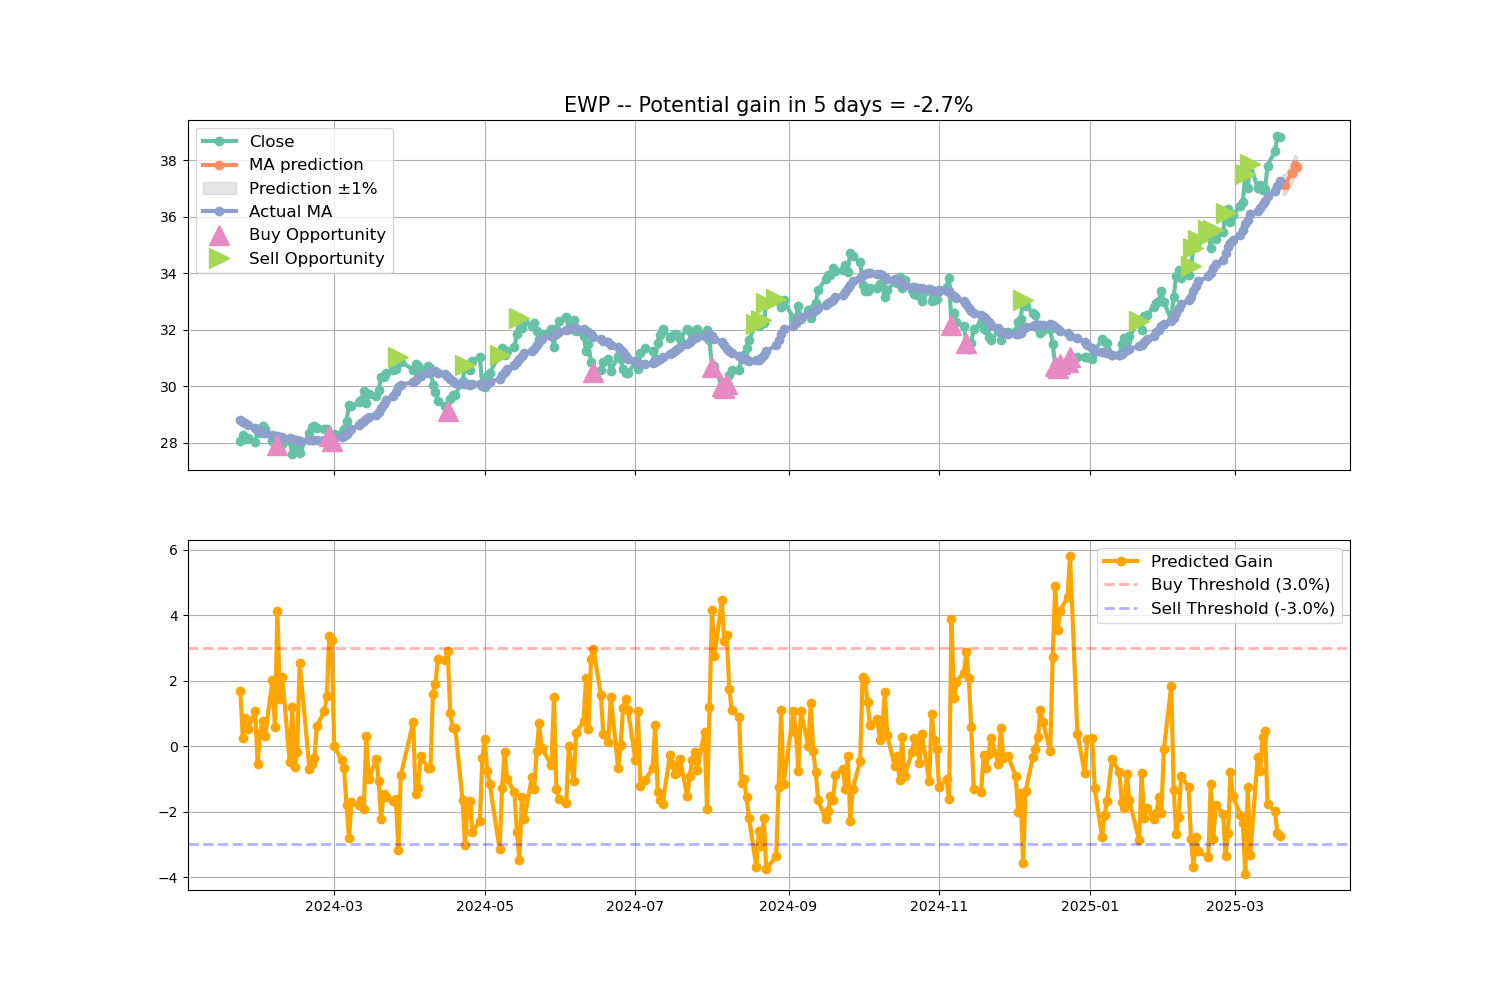 EWP -- Potential gain in 5 days = -2.7%
Close
MA prediction
Prediction ±1%
Actual MA
Buy Opportunity
Sell Opportunity
38
36
34
32
30
28
Predicted Gain
Buy Threshold (3.0%)
Sell Threshold (-3.0%)
6
4
2
0
−2
−4
2024-03 2024-05 2024-07 2024-09 2024-11 2025-01 2025-03